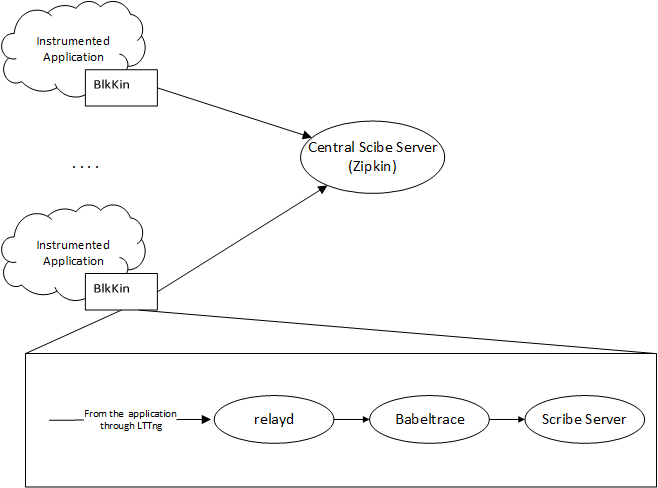 Instrumented
Application
BlkKin
Central Scibe Server
(Zipkin)
. . . .
Instrumented
Application
BlkKin
From the application
through LTTng
relayd
Babeltrace
Scribe Server